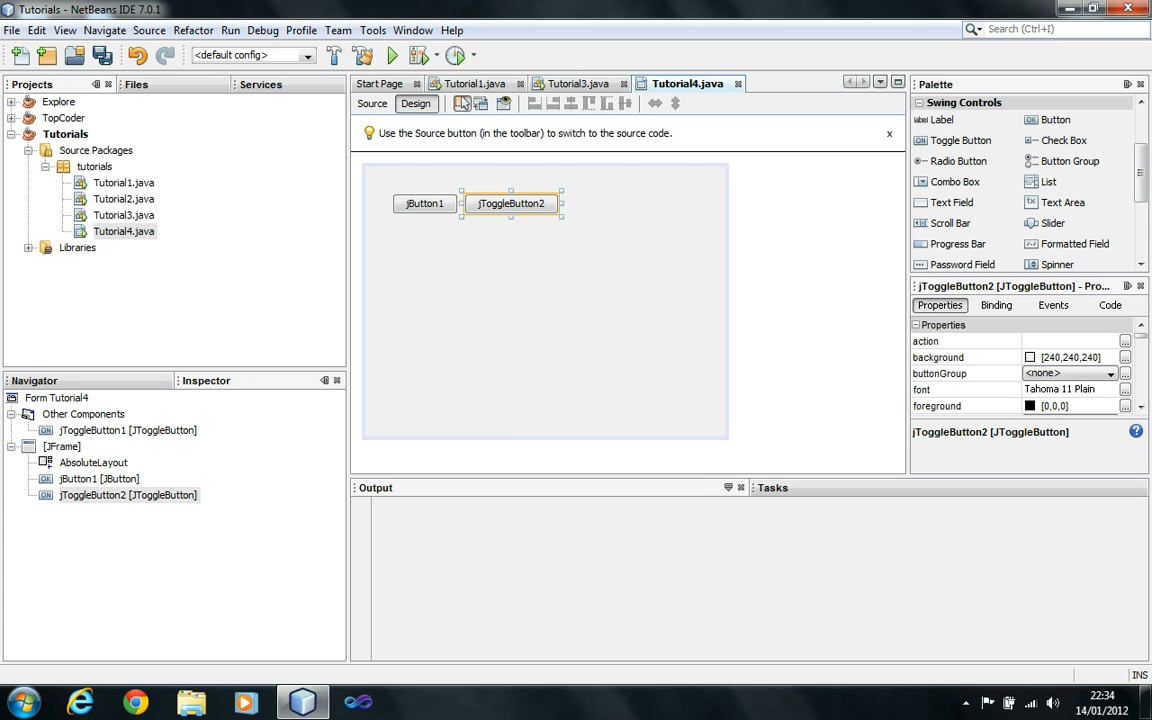 Tutorials - NetBeans IDE 7.0.1
File Edit View Navigate Source Refactor Run Debug Profile Team Tools Window Help
Search (Ctrl+I)
<default config>
Projects Files Services
Explore
TopCoder
Tutorials
Source Packages
tutorials
Tutorial1.java
Tutorial2.java
Tutorial3.java
Tutorial4.java
Libraries
Navigator Inspector
Form Tutorial4
Other Components
jToggleButton1 [JToggleButton]
[JFrame]
AbsoluteLayout
jButton1 [JButton]
jToggleButton2 [JToggleButton]
Start Page Tutorial1.java Tutorial3.java Tutorial4.java
Source Design
Use the Source button (in the toolbar) to switch to the source code. x
jButton1 jToggleButton2
Output Tasks
Palette
Swing Controls
Label Button
Toggle Button Check Box
Radio Button Button Group
Combo Box List
Text Field Text Area
Scroll Bar Slider
Progress Bar Formatted Field
Password Field Spinner
jToggleButton2 [JToggleButton] - Pro...
Properties Binding Events Code
Properties
action ...
background [240,240,240] ...
buttonGroup <none> ...
font Tahoma 11 Plain ...
foreground [0,0,0] ...
jToggleButton2 [JToggleButton]
INS
22:34
14/01/2012